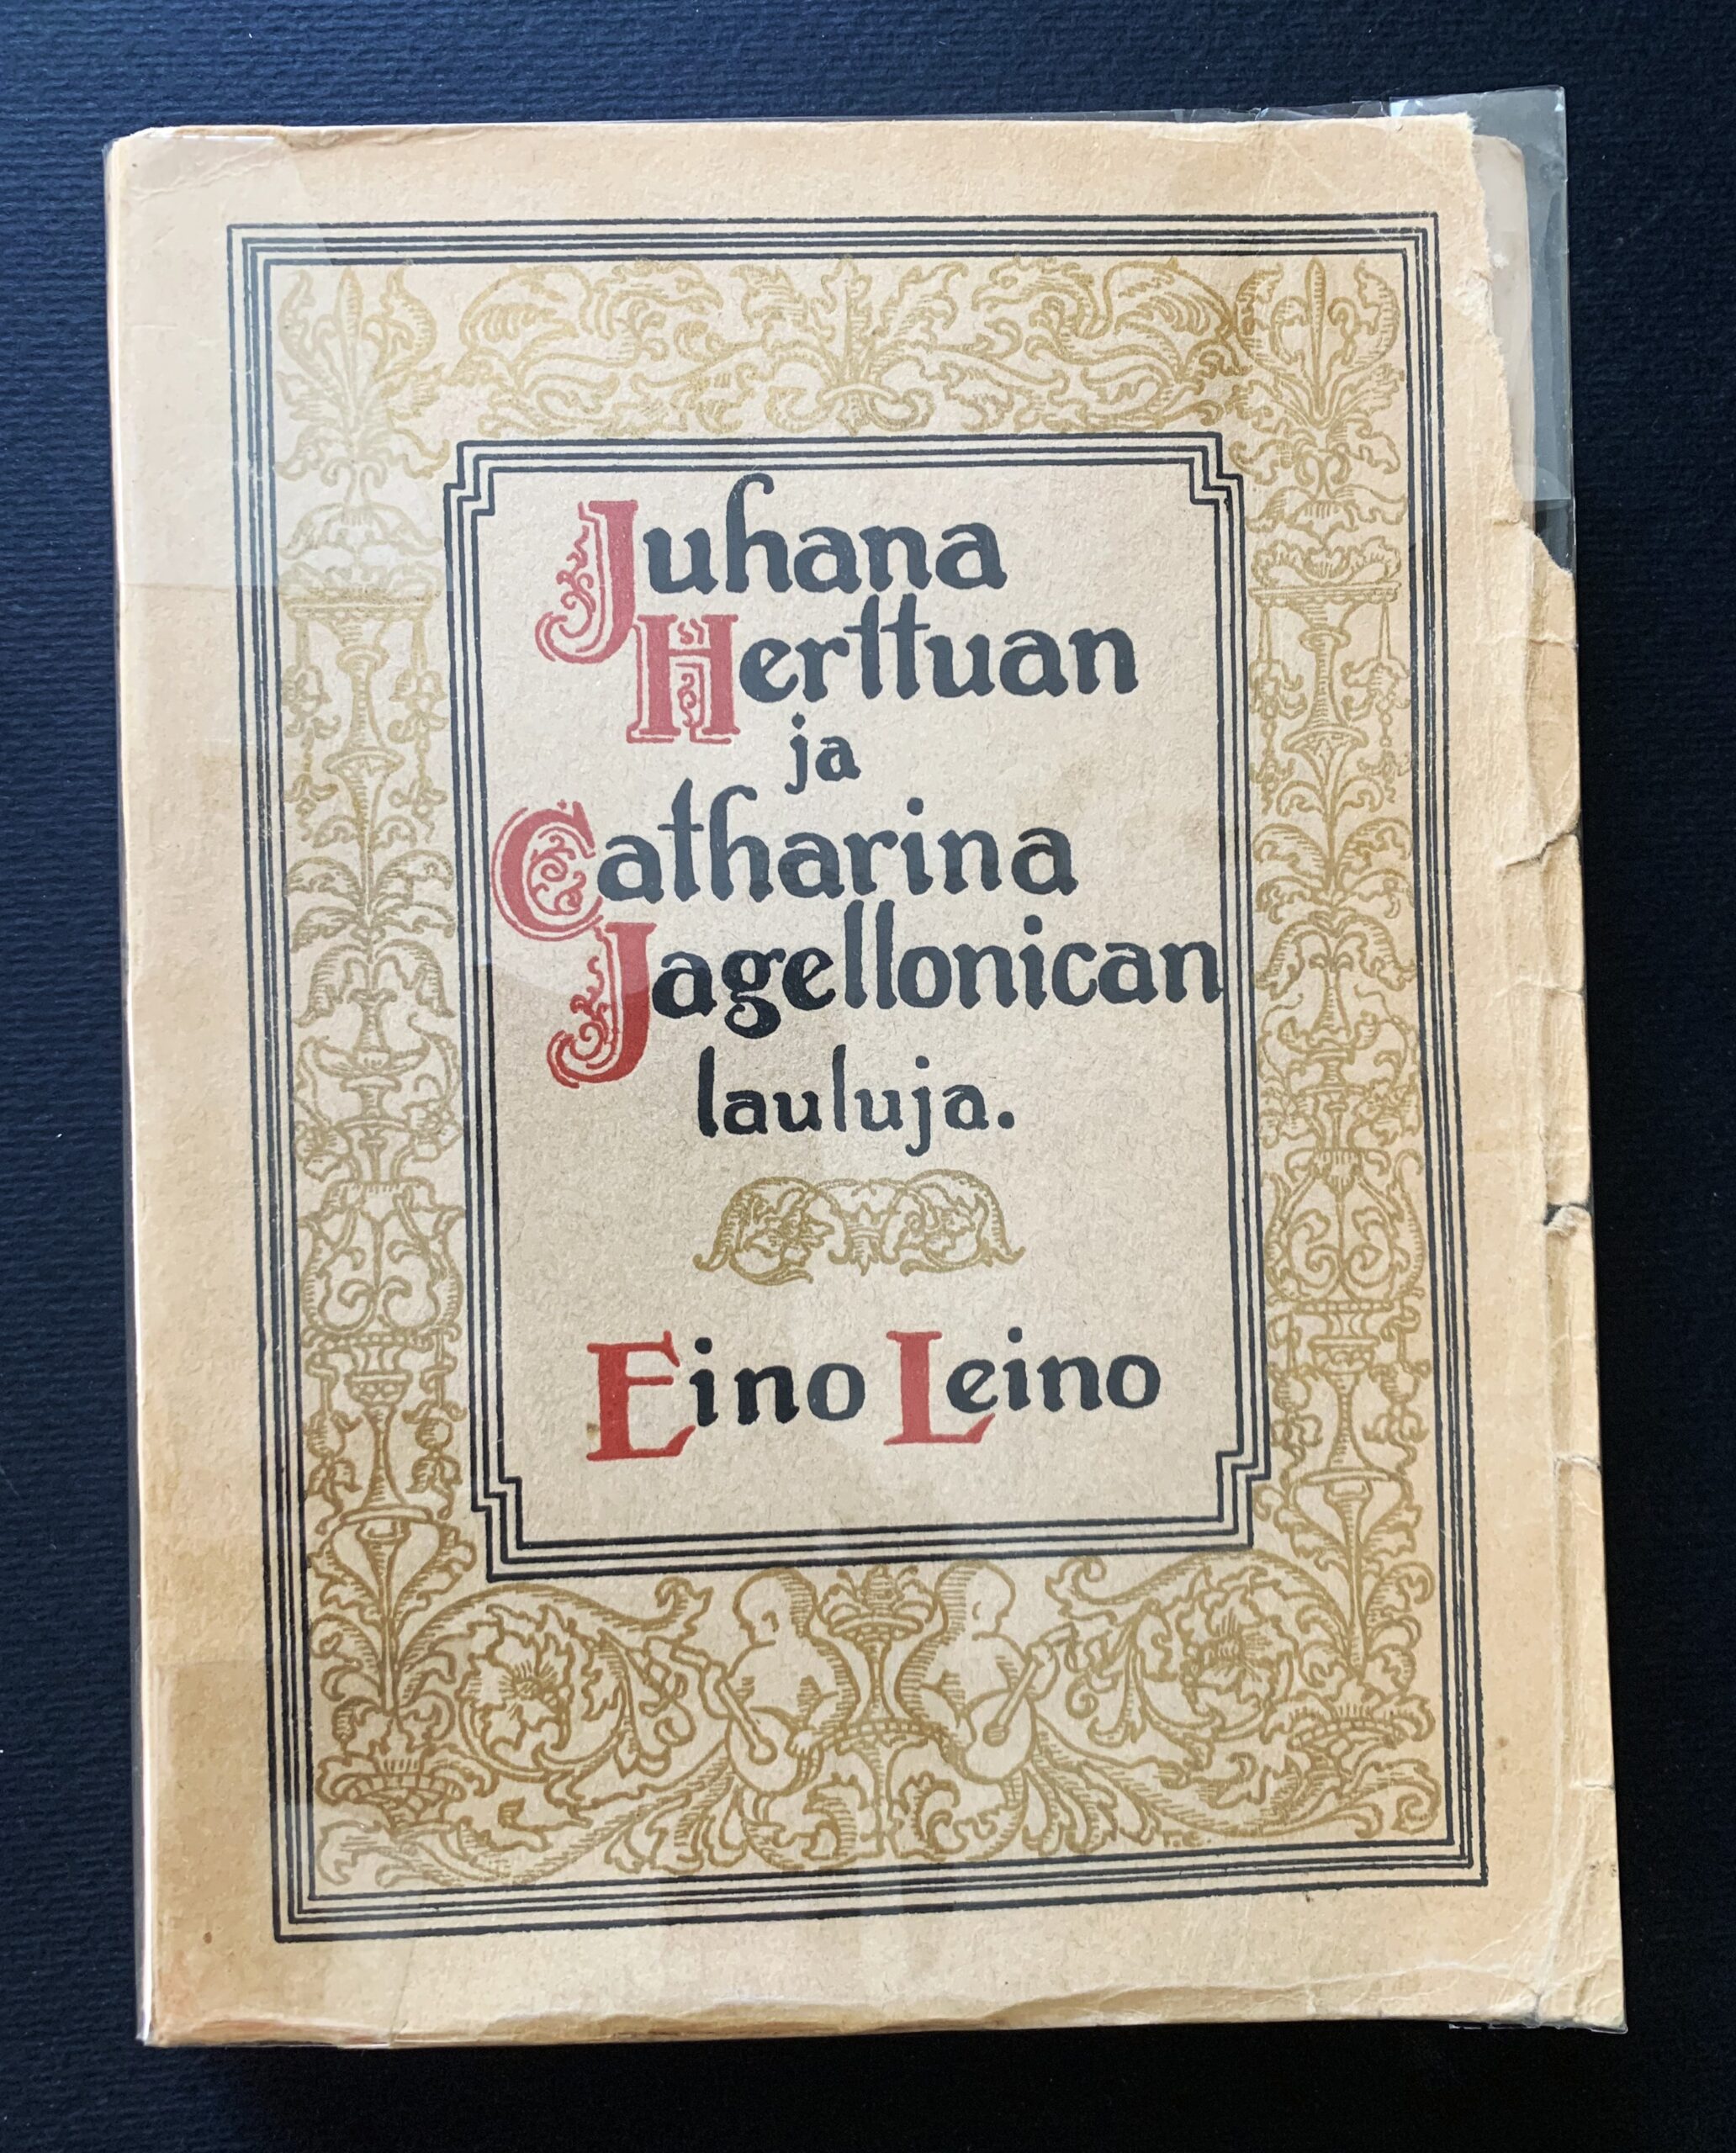 Juhana
Herttuan
ja
Catharina
Jagellonican
lauluja.
Eino Leino